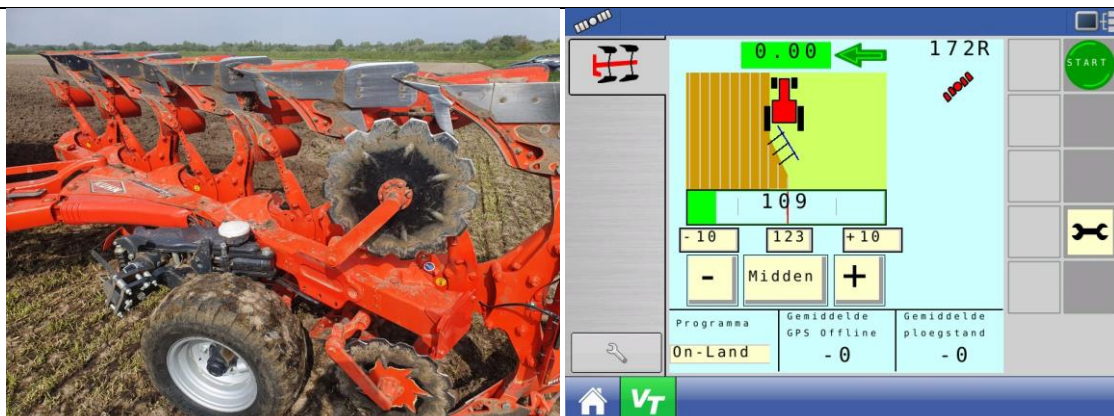 KUHN
0.00
172R
START
109
-10
123
+10
-
Midden
+
Programma
On-Land
Gemiddelde
GPS Offline
-0
Gemiddelde
ploegstand
-0
VT